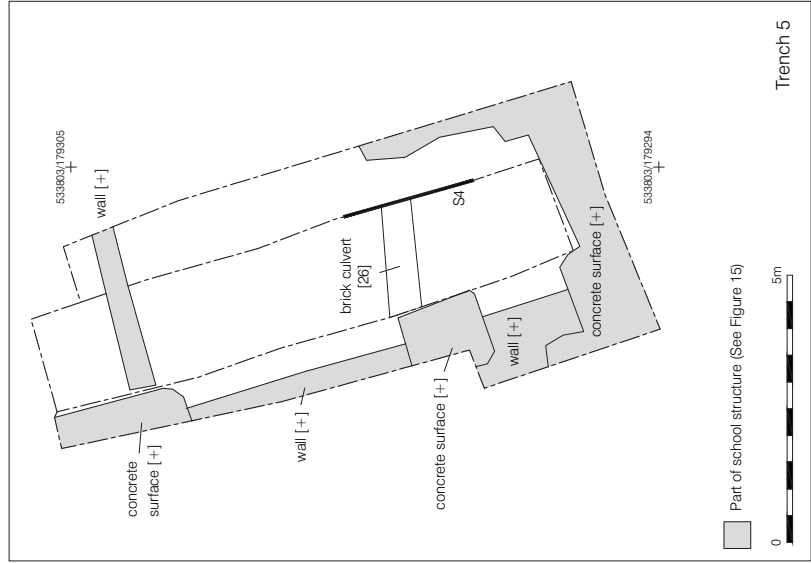 Trench 5
533803/179305
wall [+]
concrete
surface [+]
wall [+]
brick culvert
[26]
S4
concrete surface [+]
wall [+]
concrete surface [+]
533803/179294
Part of school structure (See Figure 15)
0
5m